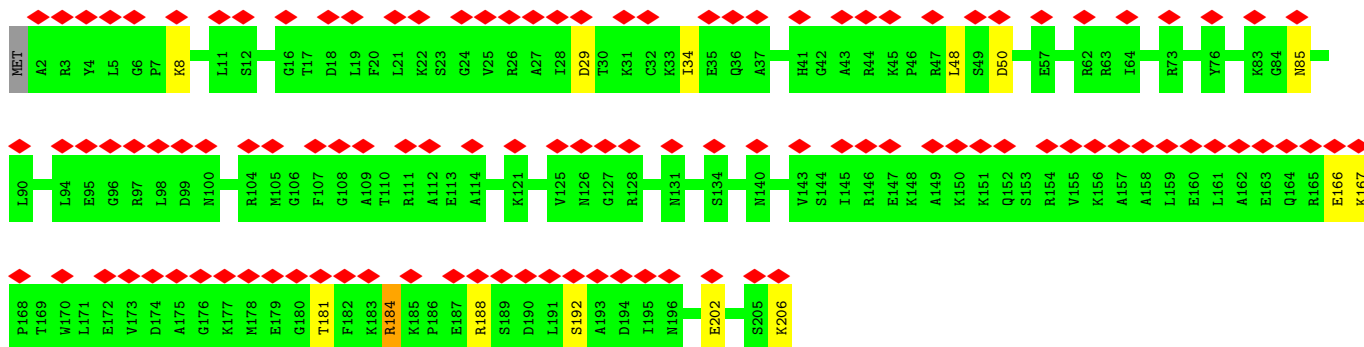 MET A2 R3 Y4 L5 G6 P7 K8 L11 S12 G16 T17 D18 L19 F20 L21 K22 S23 G24 V25 R26 A27 I28 D29 T30 K31 C32 K33 I34 E35 Q36 A37 H41 G42 A43 R44 K45 P46 R47 L48 S49 D50 E57 R62 R63 I64 R73 Y76 K83 G84 N85
L90 L94 E95 G96 R97 L98 D99 N100 R104 M105 G106 F107 G108 A109 T110 R111 A112 E113 A114 K121 V125 N126 G127 R128 N131 S134 N140 V143 S144 I145 R146 E147 K148 A149 K150 K151 Q152 S153 R154 V155 K156 A157 A158 L159 E160 L161 A162 E163 Q164 R165 E166 K167
P168 T169 W170 L171 E172 V173 D174 A175 G176 K177 M178 E179 G180 T181 F182 K183 R184 K185 P186 E187 R188 S189 D190 L191 S192 A193 D194 I195 N196 E202 S205 K206